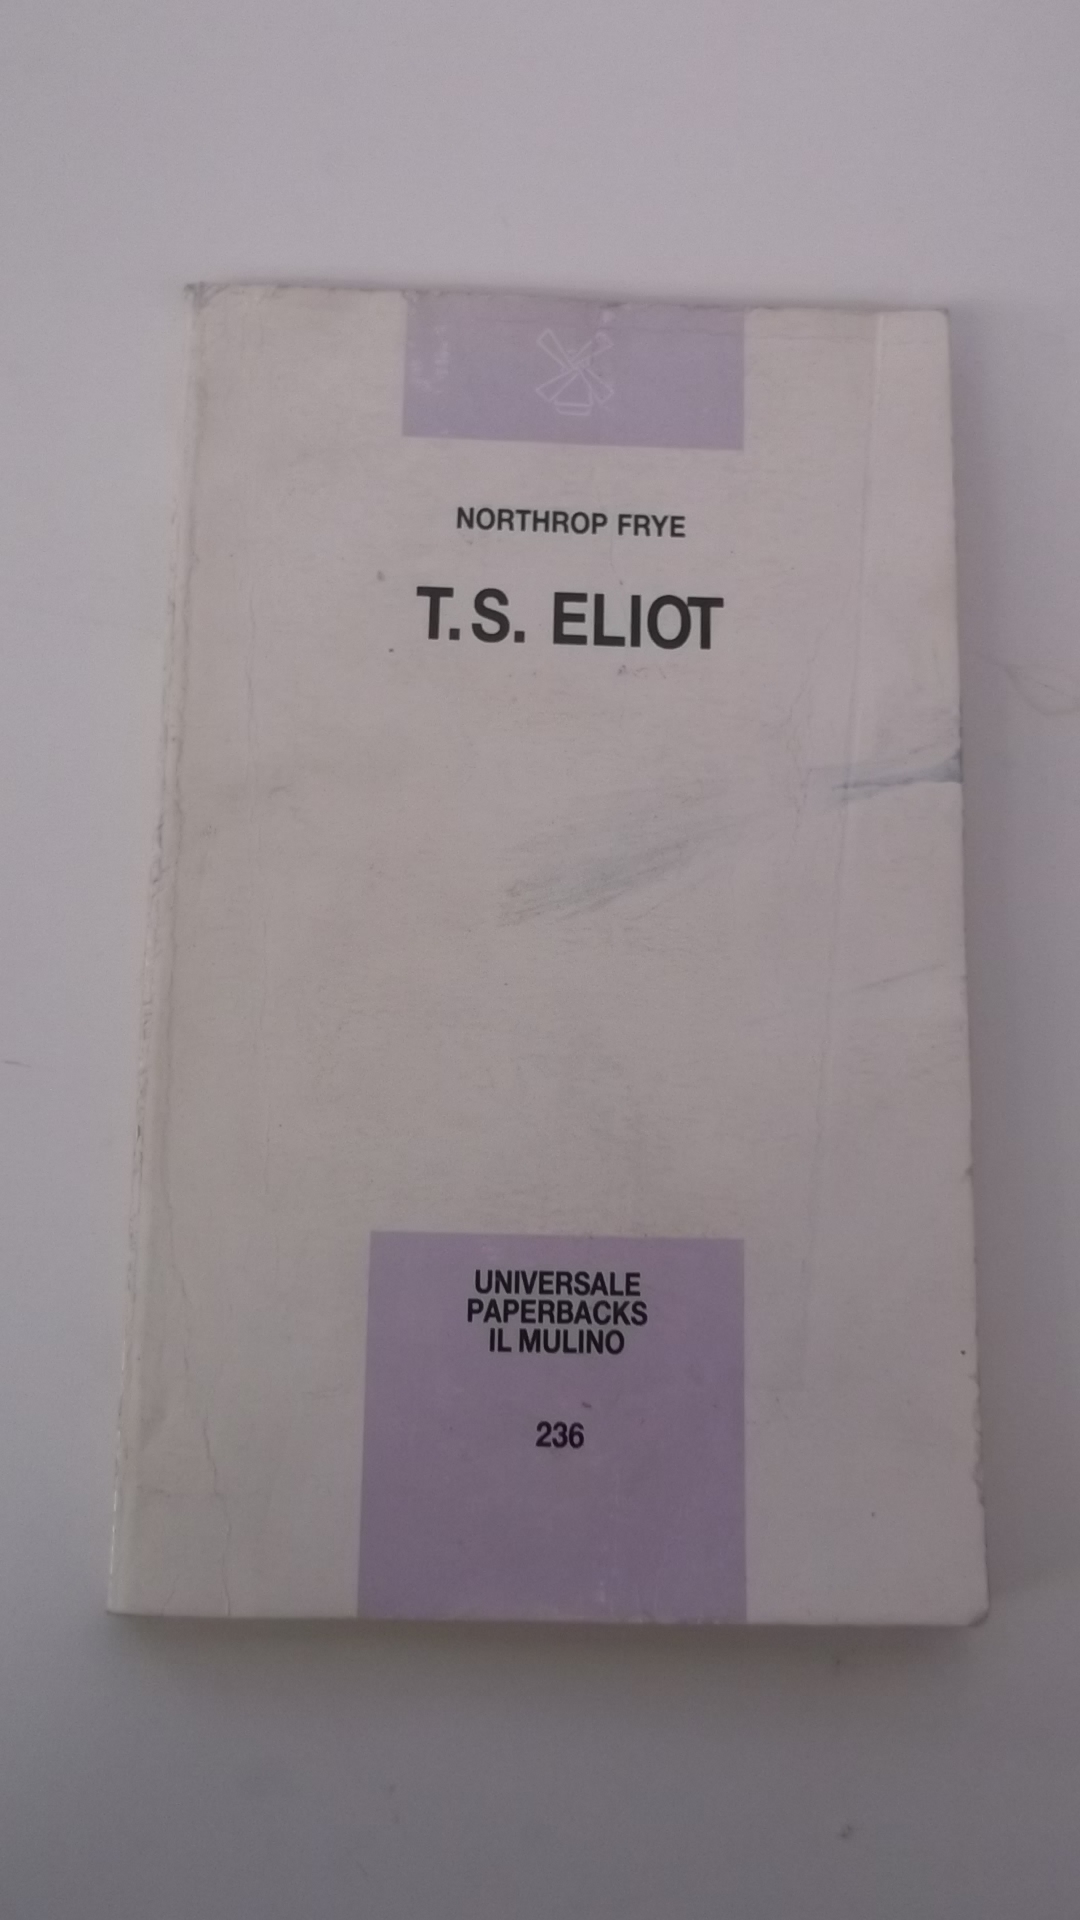 NORTHROP FRYE
T.S. ELIOT
UNIVERSALE
PAPERBACKS
IL MULINO
236